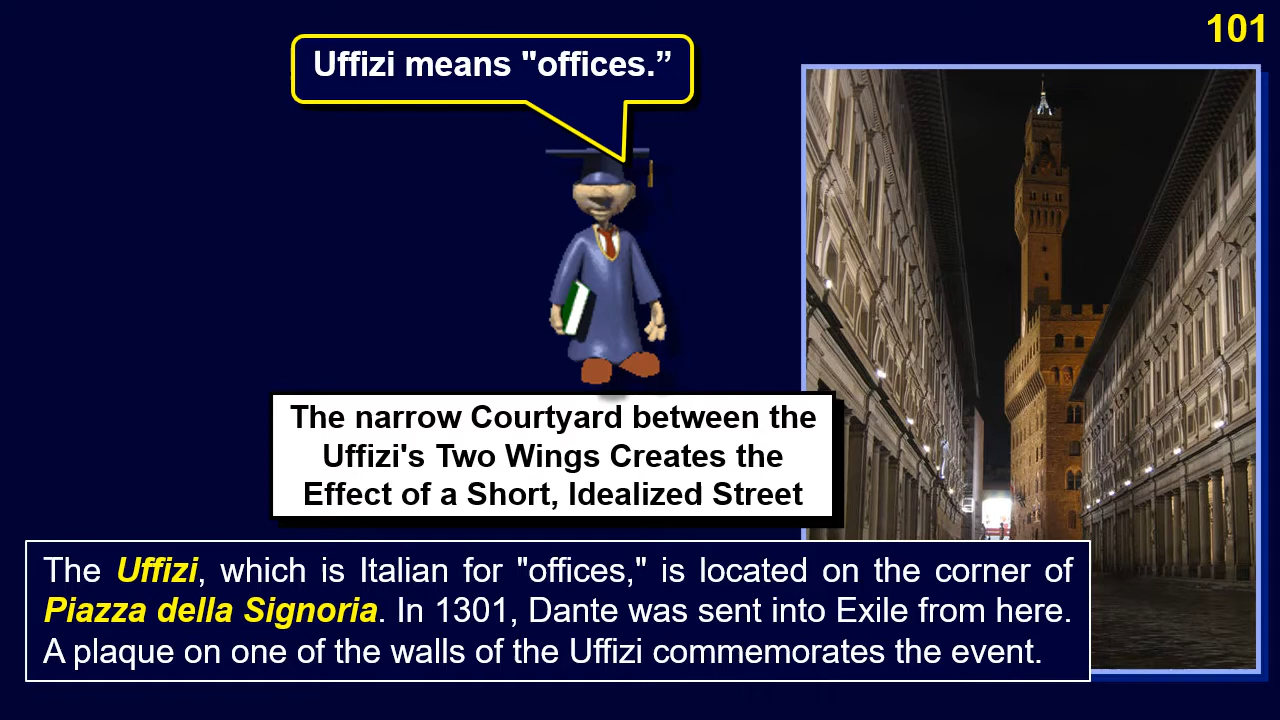 101
Uffizi means "offices.”
The narrow Courtyard between the
Uffizi's Two Wings Creates the
Effect of a Short, Idealized Street
The Uffizi, which is Italian for "offices," is located on the corner of
Piazza della Signoria. In 1301, Dante was sent into Exile from here.
A plaque on one of the walls of the Uffizi commemorates the event.